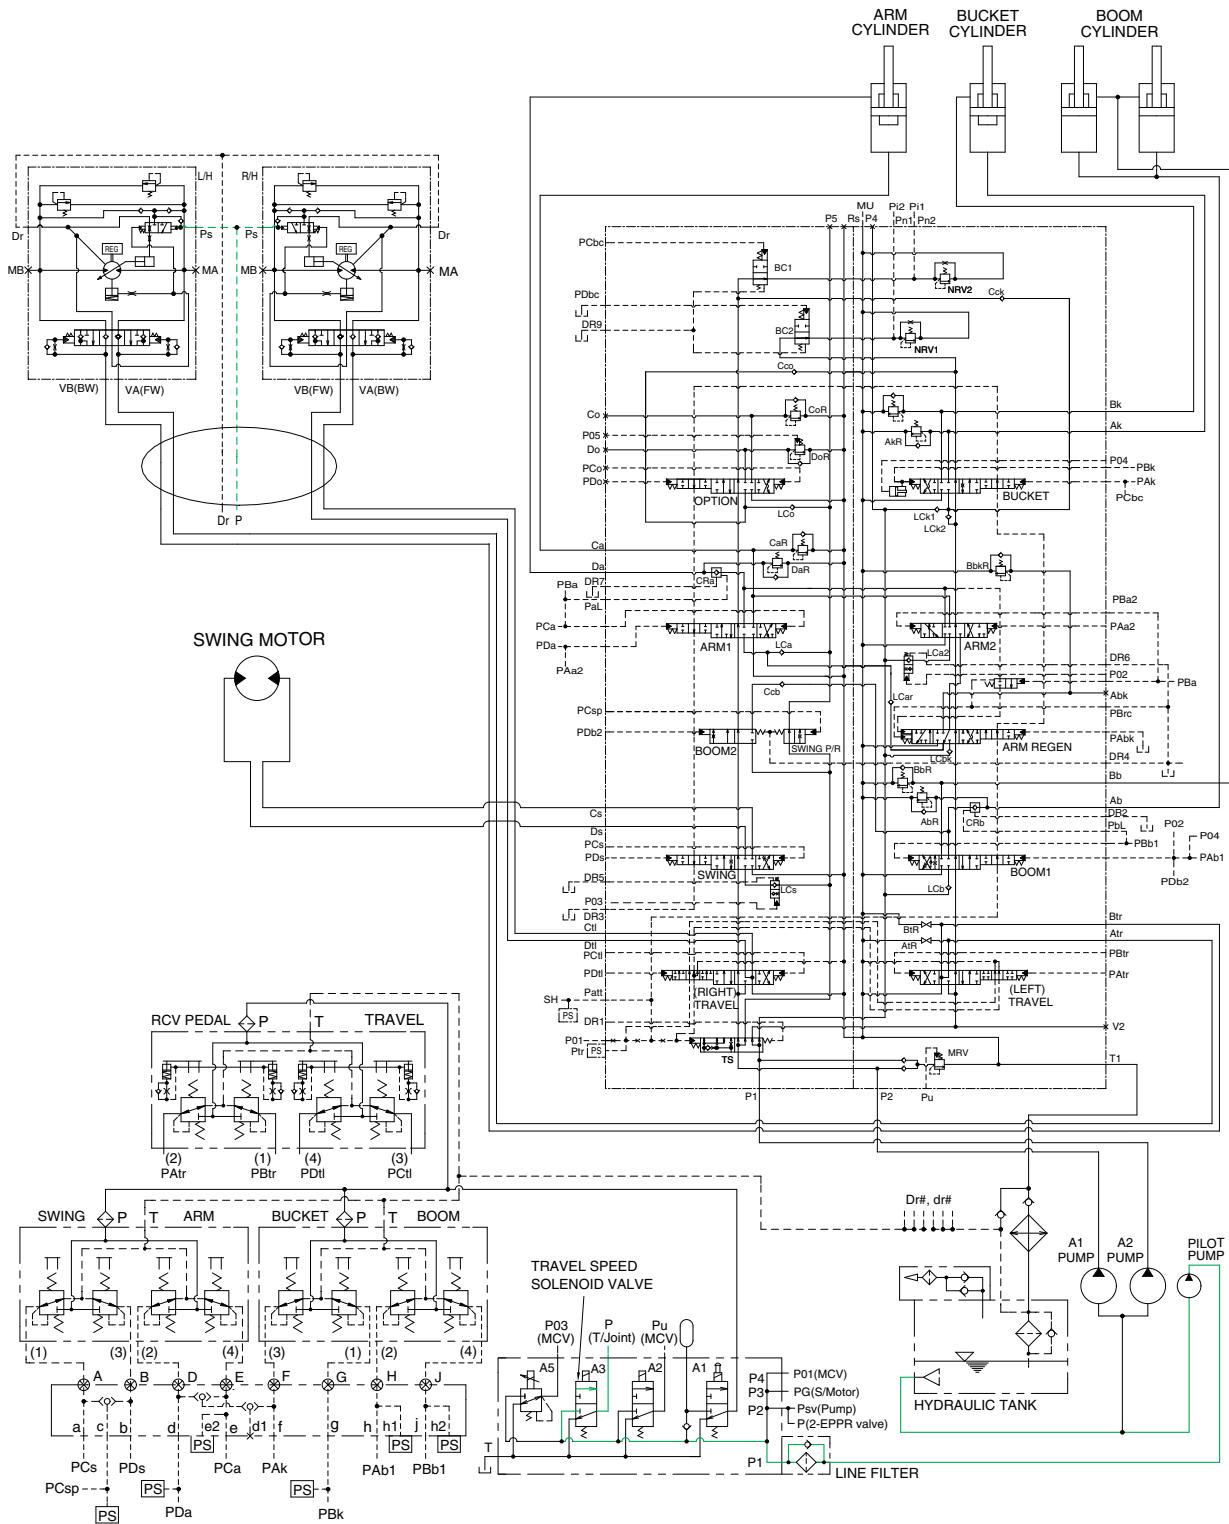 ARM CYLINDER
BUCKET CYLINDER
BOOM CYLINDER
L/H
R/H
Dr
Ps
Ps
Dr
REG
REG
MB
MA
MB
MA
VB(BW)
VA(FW)
VB(FW)
VA(BW)
Dr P
P5
Rs
MU
P4
Pi2
Pi1
Pn1
Pn2
PCbc
BC1
NRV2
Cck
PDbc
DR9
BC2
NRV1
Cco
Co
CoR
Bk
P05
AkR
Ak
Do
DoR
PCo
P04
PBk
PDo
PAk
OPTION
BUCKET
PCbc
LCo
LCk1
LCk2
Ca
CaR
Da
DaR
BbkR
CRa
PBa
DR7
PaL
PBa2
PCa
PAa2
PDa
ARM1
ARM2
LCa
LCa2
DR6
PAa2
P02
PBa
Ccb
LCar
Abk
PCsp
PBrc
PDb2
PAbk
BOOM2
SWING P/R
ARM REGEN
LCbk
DR4
BbR
Bb
SWING MOTOR
Cs
AbR
CRb
Ab
DR2
Ds
PbL
PCs
PBb1
P02
P04
PDs
PAb1
SWING
BOOM1
PDb2
DR5
LCs
LCb
P03
DR3
Ctl
BtR
Btr
Dtl
AtR
Atr
PCtl
PBtr
PDtl
PAtr
(RIGHT) TRAVEL
(LEFT) TRAVEL
Patt
SH
PS
DR1
V2
P01
Ptr
PS
TS
MRV
T1
P1
P2
Pu
RCV PEDAL
P
T
TRAVEL
(2)
(1)
(4)
(3)
PAtr
PBtr
PDtl
PCtl
SWING
P
T
ARM
BUCKET
P
T
BOOM
(1)
(3)
(2)
(4)
(3)
(1)
(2)
(4)
A
B
D
E
F
G
H
J
a
c
b
d
e2
e
d1
f
g
h
h1
j
h2
PS
PS
PS
PCs
PDs
PCa
PAk
PAb1
PBb1
PCsp
PS
PS
PDa
PS
PBk
TRAVEL SPEED
SOLENOID VALVE
P03
(MCV)
P
(T/Joint)
Pu
(MCV)
A5
A3
A2
A1
P4
P01(MCV)
P3
PG(S/Motor)
P2
Psv(Pump)
P(2-EPPR valve)
T
P1
LINE FILTER
Dr#, dr#
A1
PUMP
A2
PUMP
PILOT
PUMP
HYDRAULIC TANK